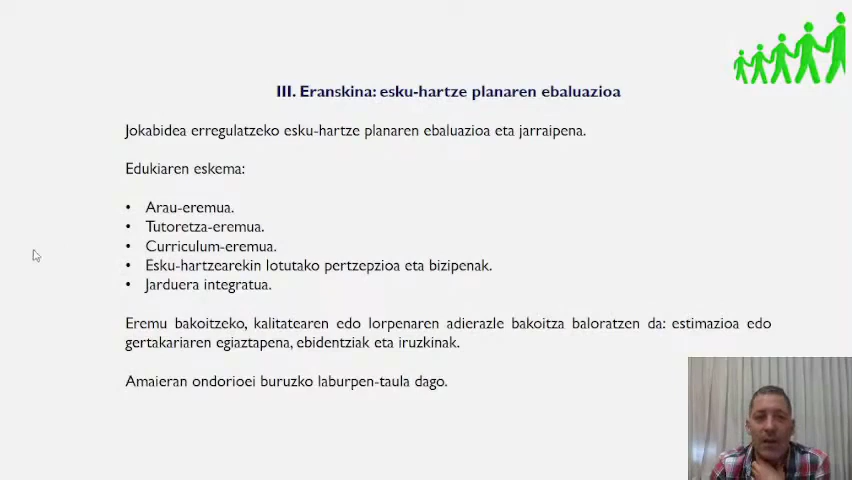 III. Eranskina: esku-hartze planaren ebaluazioa
Jokabidea erregulatzeko esku-hartze planaren ebaluazioa eta jarraipena.
Edukiaren eskema:
• Arau-eremua.
• Tutoretza-eremua.
• Curriculum-eremua.
• Esku-hartzearekin lotutako pertzepzioa eta bizipenak.
• Jarduera integratua.
Eremu bakoitzeko, kalitatearen edo lorpenaren adierazle bakoitza baloratzen da: estimazioa edo
gertakariaren egiaztapena, ebidentziak eta iruzkinak.
Amaieran ondorioei buruzko laburpen-taula dago.